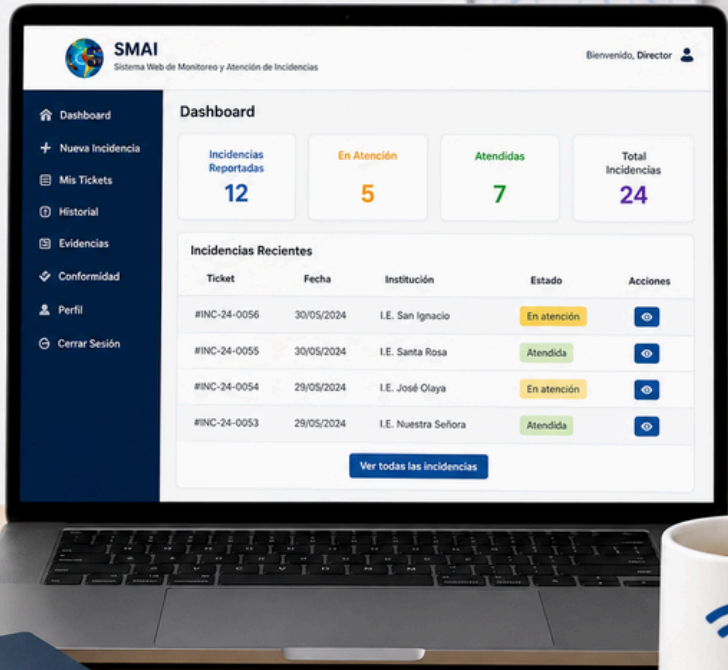 SMAI
Sistema Web de Monitoreo y Atención de Incidencias
Bienvenido, Director
Dashboard
Nueva Incidencia
Mis Tickets
Historial
Evidencias
Conformidad
Perfil
Cerrar Sesión
Dashboard
Incidencias
Reportadas
12
En Atención
5
Atendidas
7
Total
Incidencias
24
Incidencias Recientes
Ticket Fecha Institución Estado Acciones
#INC-24-0056 30/05/2024 I.E. San Ignacio En atención
#INC-24-0055 30/05/2024 I.E. Santa Rosa Atendida
#INC-24-0054 29/05/2024 I.E. José Olaya En atención
#INC-24-0053 29/05/2024 I.E. Nuestra Señora Atendida
Ver todas las incidencias